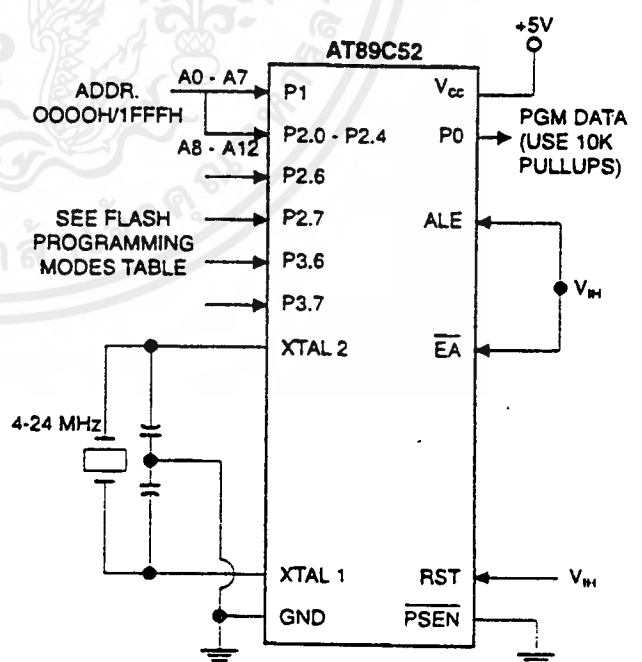 +5V
AT89C52
ADDR.
OOOOH/1FFFH
A0 - A7
P1
Vcc
A8 - A12
P2.0 - P2.4
P0
PGM DATA
(USE 10K
PULLUPS)
P2.6
SEE FLASH
PROGRAMMING
MODES TABLE
P2.7
ALE
P3.6
VIH
P3.7
XTAL 2
EA
4-24 MHz
XTAL 1
RST
VIH
GND
PSEN